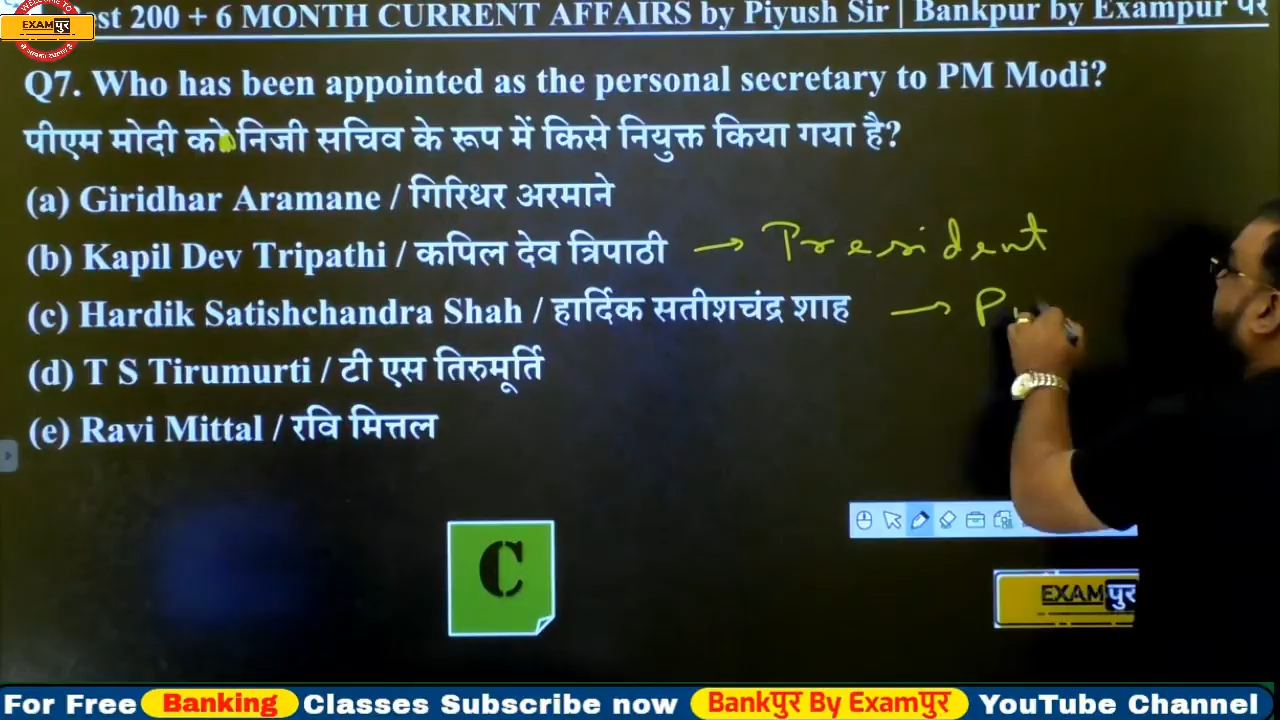 EXAMपुर
st 200 + 6 MONTH CURRENT AFFAIRS by Piyush Sir | Bankpur by Exampur पर
Q7. Who has been appointed as the personal secretary to PM Modi?
पीएम मोदी को निजी सचिव के रूप में किसे नियुक्त किया गया है?
(a) Giridhar Aramane / गिरिधर अरमाने
(b) Kapil Dev Tripathi / कपिल देव त्रिपाठी → President
(c) Hardik Satishchandra Shah / हार्दिक सतीशचंद्र शाह → P
(d) T S Tirumurti / टी एस तिरुमूर्ति
(e) Ravi Mittal / रवि मित्तल
C
EXAMपुर
For Free Banking Classes Subscribe now Bankपुर By Examपुर YouTube Channel